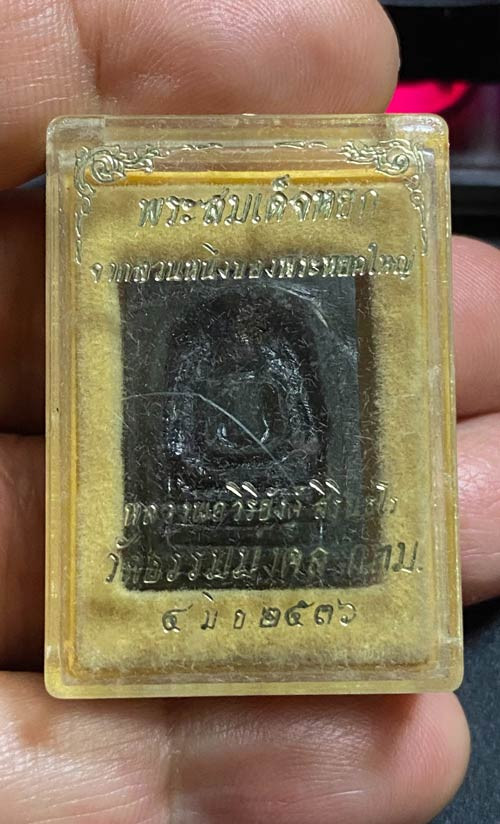 พระสมเด็จหยก
จากส่วนหนึ่งของพระหยกใหญ่
หลวงพ่อวิริยังค์ สิรินฺธโร
วัดธรรมมงคล กทม.
๔ มิย ๒๕๓๖